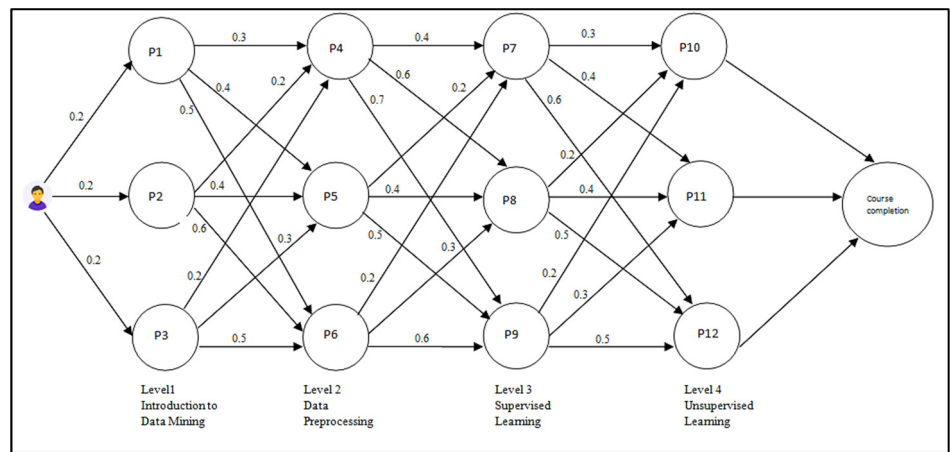 P1
0.3
P4
0.4
P7
0.3
P10
0.2
0.6
0.4
0.4
0.5
0.7
0.2
0.6
0.2
0.2
P2
0.4
P5
0.4
P8
0.2
0.4
P11
Course
completion
0.6
0.3
0.5
0.3
0.5
0.2
0.2
0.2
0.2
0.3
P3
0.5
P6
0.6
P9
0.5
P12
Level1
Introduction to
Data Mining
Level 2
Data
Preprocessing
Level 3
Supervised
Learning
Level 4
Unsupervised
Learning